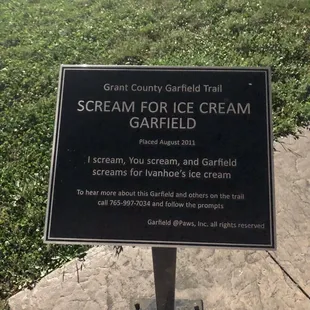 Grant County Garfield Trail
SCREAM FOR ICE CREAM
GARFIELD
Placed August 2011
I scream, You scream, and Garfield
screams for Ivanhoe's ice cream
To hear more about this Garfield and others on the trail
call 765-997-7034 and follow the prompts
Garfield @Paws, Inc. all rights reserved